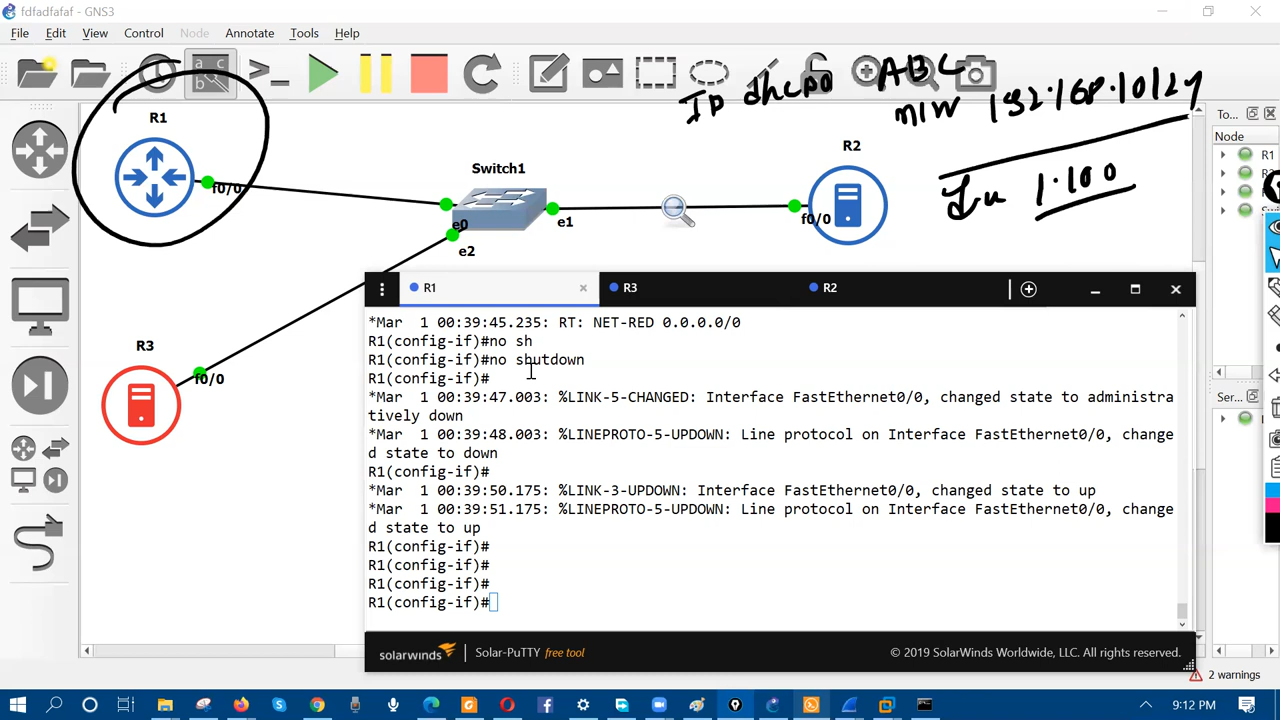 fdfadfafaf - GNS3
File Edit View Control Node Annotate Tools Help
Ip dhcp ABC
n/w 192.168.10/24
1.100
R1
f0/0
Switch1
e0
e1
e2
R2
f0/0
R3
f0/0
To...
Node
R1
Ser...
R1 R3 R2
*Mar 1 00:39:45.235: RT: NET-RED 0.0.0.0/0
R1(config-if)#no sh
R1(config-if)#no shutdown
R1(config-if)#
*Mar 1 00:39:47.003: %LINK-5-CHANGED: Interface FastEthernet0/0, changed state to administra
tively down
*Mar 1 00:39:48.003: %LINEPROTO-5-UPDOWN: Line protocol on Interface FastEthernet0/0, change
d state to down
R1(config-if)#
*Mar 1 00:39:50.175: %LINK-3-UPDOWN: Interface FastEthernet0/0, changed state to up
*Mar 1 00:39:51.175: %LINEPROTO-5-UPDOWN: Line protocol on Interface FastEthernet0/0, change
d state to up
R1(config-if)#
R1(config-if)#
R1(config-if)#
R1(config-if)#
solarwinds Solar-PuTTY free tool © 2019 SolarWinds Worldwide, LLC. All rights reserved.
2 warnings
9:12 PM